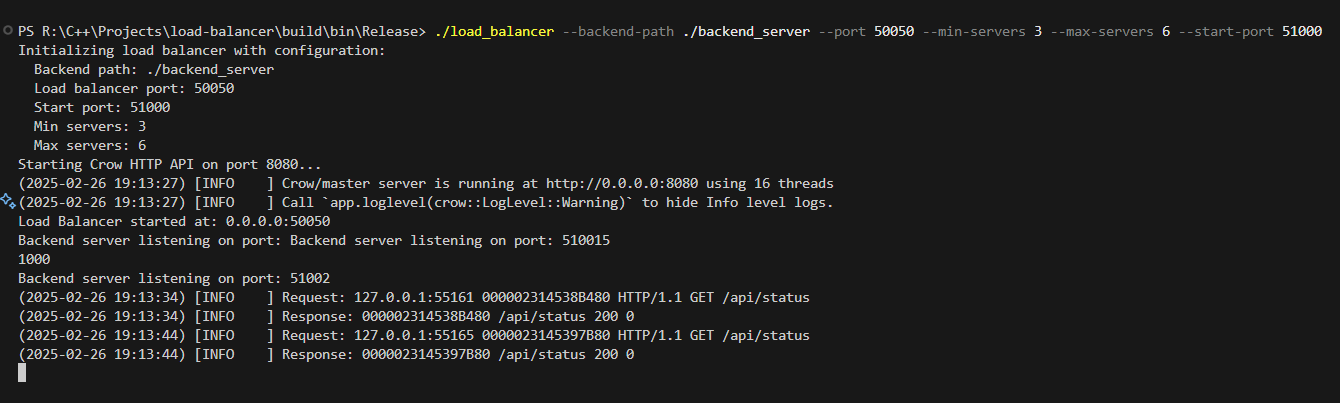 PS R:\C++\Projects\load-balancer\build\bin\Release> ./load_balancer --backend-path ./backend_server --port 50050 --min-servers 3 --max-servers 6 --start-port 51000
Initializing load balancer with configuration:
  Backend path: ./backend_server
  Load balancer port: 50050
  Start port: 51000
  Min servers: 3
  Max servers: 6
Starting Crow HTTP API on port 8080...
(2025-02-26 19:13:27) [INFO    ] Crow/master server is running at http://0.0.0.0:8080 using 16 threads
(2025-02-26 19:13:27) [INFO    ] Call `app.loglevel(crow::LogLevel::Warning)` to hide Info level logs.
Load Balancer started at: 0.0.0.0:50050
Backend server listening on port: Backend server listening on port: 510015
1000
Backend server listening on port: 51002
(2025-02-26 19:13:34) [INFO    ] Request: 127.0.0.1:55161 000002314538B480 HTTP/1.1 GET /api/status
(2025-02-26 19:13:34) [INFO    ] Response: 000002314538B480 /api/status 200 0
(2025-02-26 19:13:44) [INFO    ] Request: 127.0.0.1:55165 0000023145397B80 HTTP/1.1 GET /api/status
(2025-02-26 19:13:44) [INFO    ] Response: 0000023145397B80 /api/status 200 0